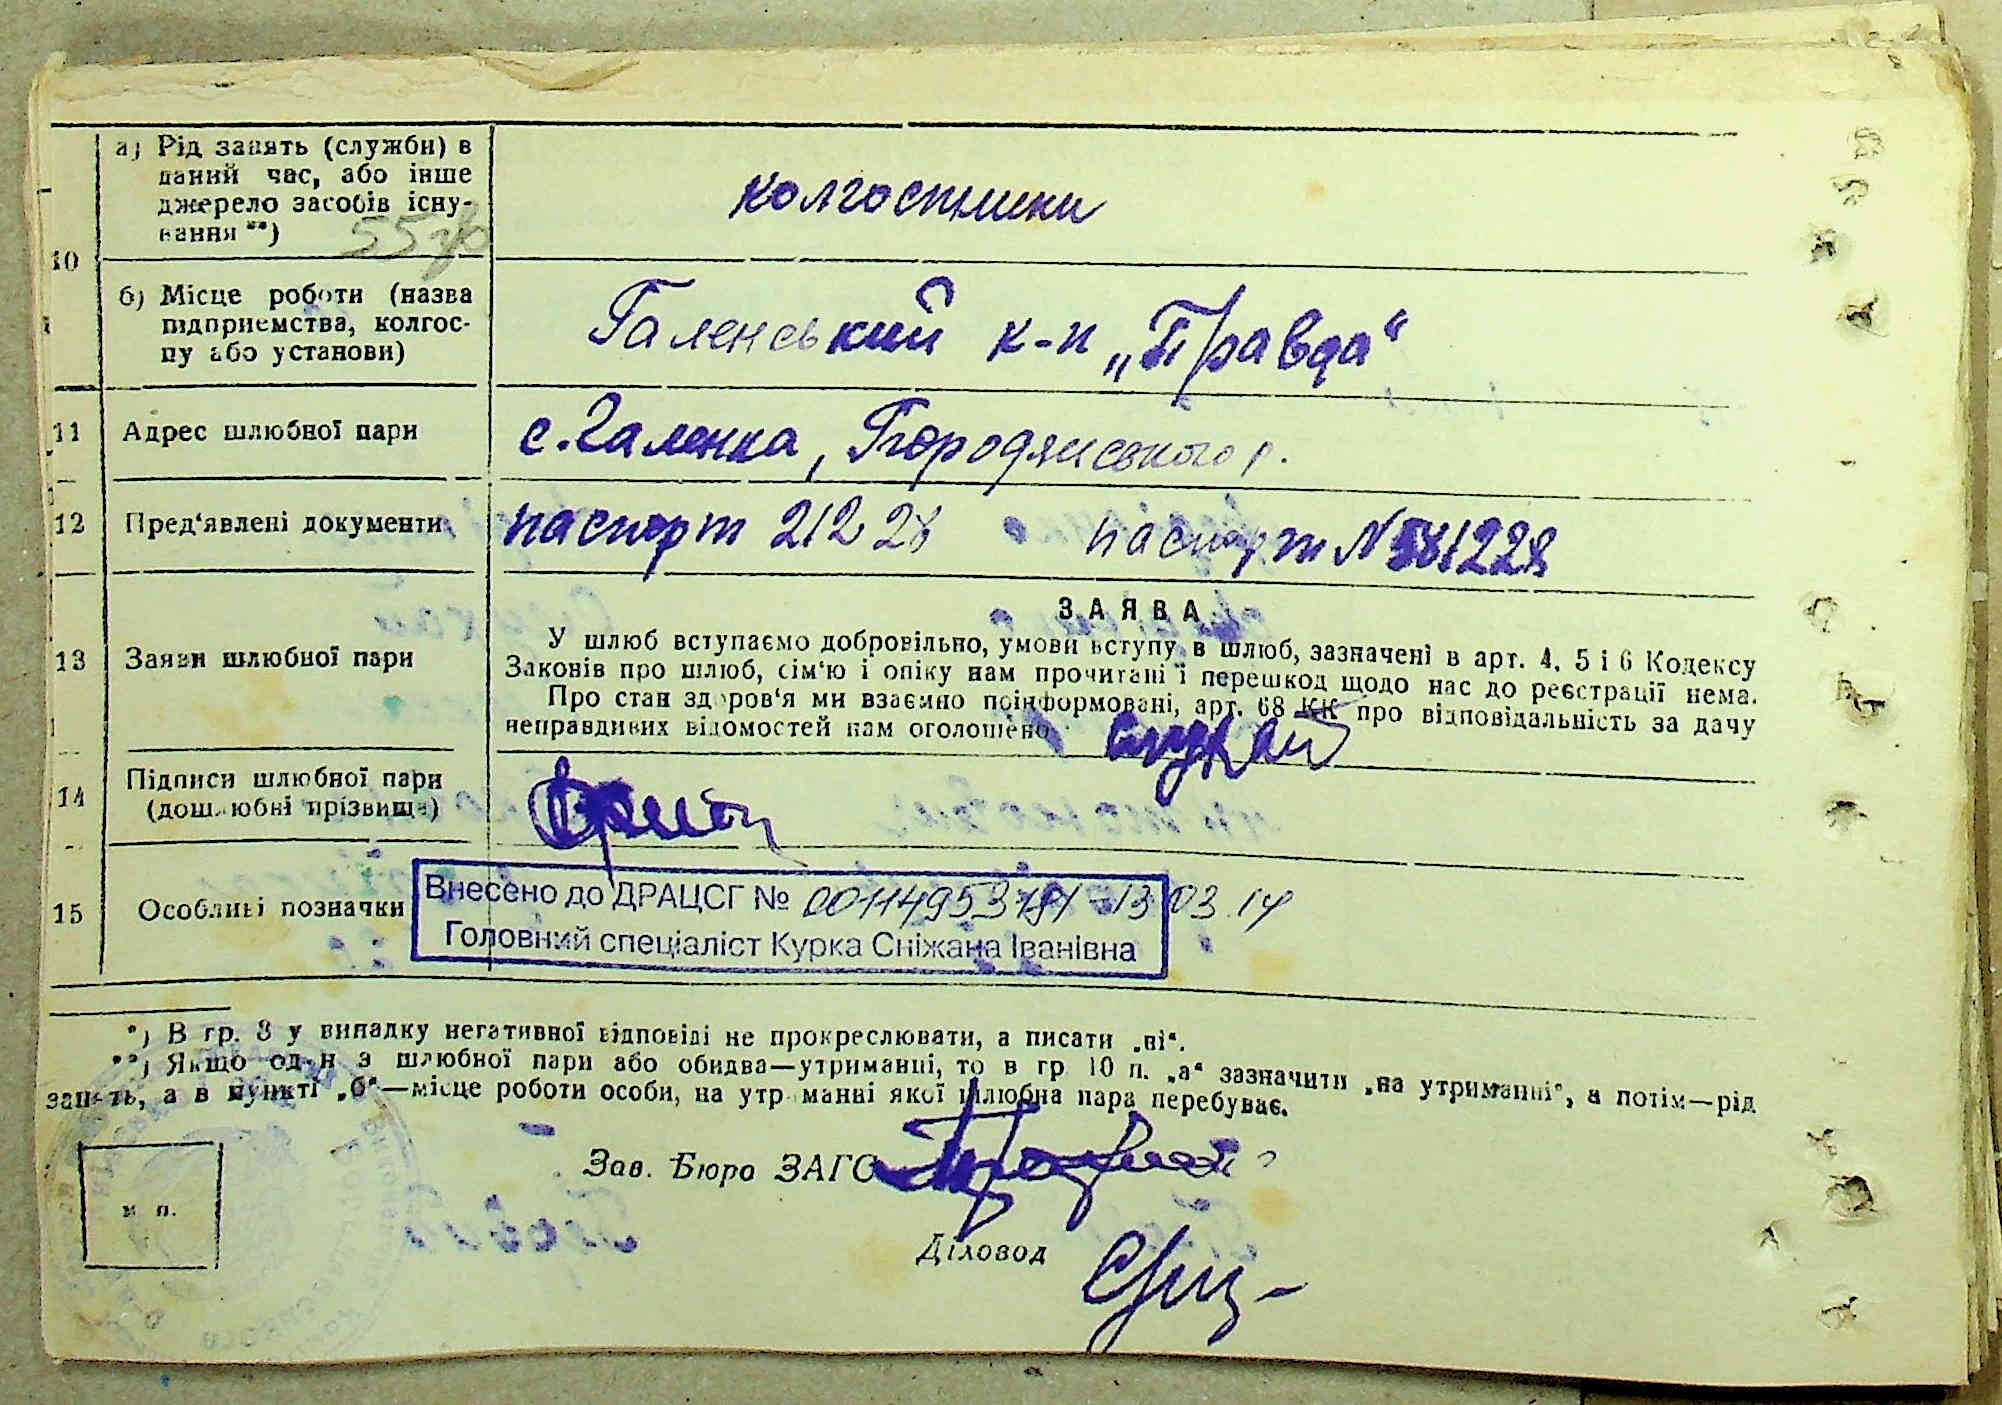 10
а) Рід занять (служби) в
даний час, або інше
джерело засобів існу-
вання **)
колгоспники
б) Місце роботи (назва
підприємства, колгос-
пу або установи)
Галенський к-п „Правда“
11 Адрес шлюбної пари
с. Галенка, Городянського р.
12 Пред'явлені документи
паспорт 21228 паспорт №
13 Заяви шлюбної пари
ЗАЯВА
У шлюб вступаємо добровільно, умови вступу в шлюб, зазначені в арт. 4, 5 і 6 Кодексу
Законів про шлюб, сім'ю і опіку нам прочитані і перешкод щодо нас до реєстрації нема.
Про стан здоров'я ми взаємно поінформовані, арт. 68 КК про відповідальність за дачу
неправдивих відомостей нам оголошено
14 Підписи шлюбної пари
(дошлюбні прізвища)
15 Особливі позначки
Внесено до ДРАЦСГ № 13 03 14
Головний спеціаліст Курка Сніжана Іванівна
*) В гр. 8 у випадку негативної відповіді не прокреслювати, а писати „ні“.
**) Якщо один з шлюбної пари або обидва—утриманні, то в гр 10 п. „а“ зазначити „на утриманні“, а потім—рід
занять, а в пункті „б“—місце роботи особи, на утриманні якої шлюбна пара перебуває.
Зав. Бюро ЗАГС
м п.
Діловод